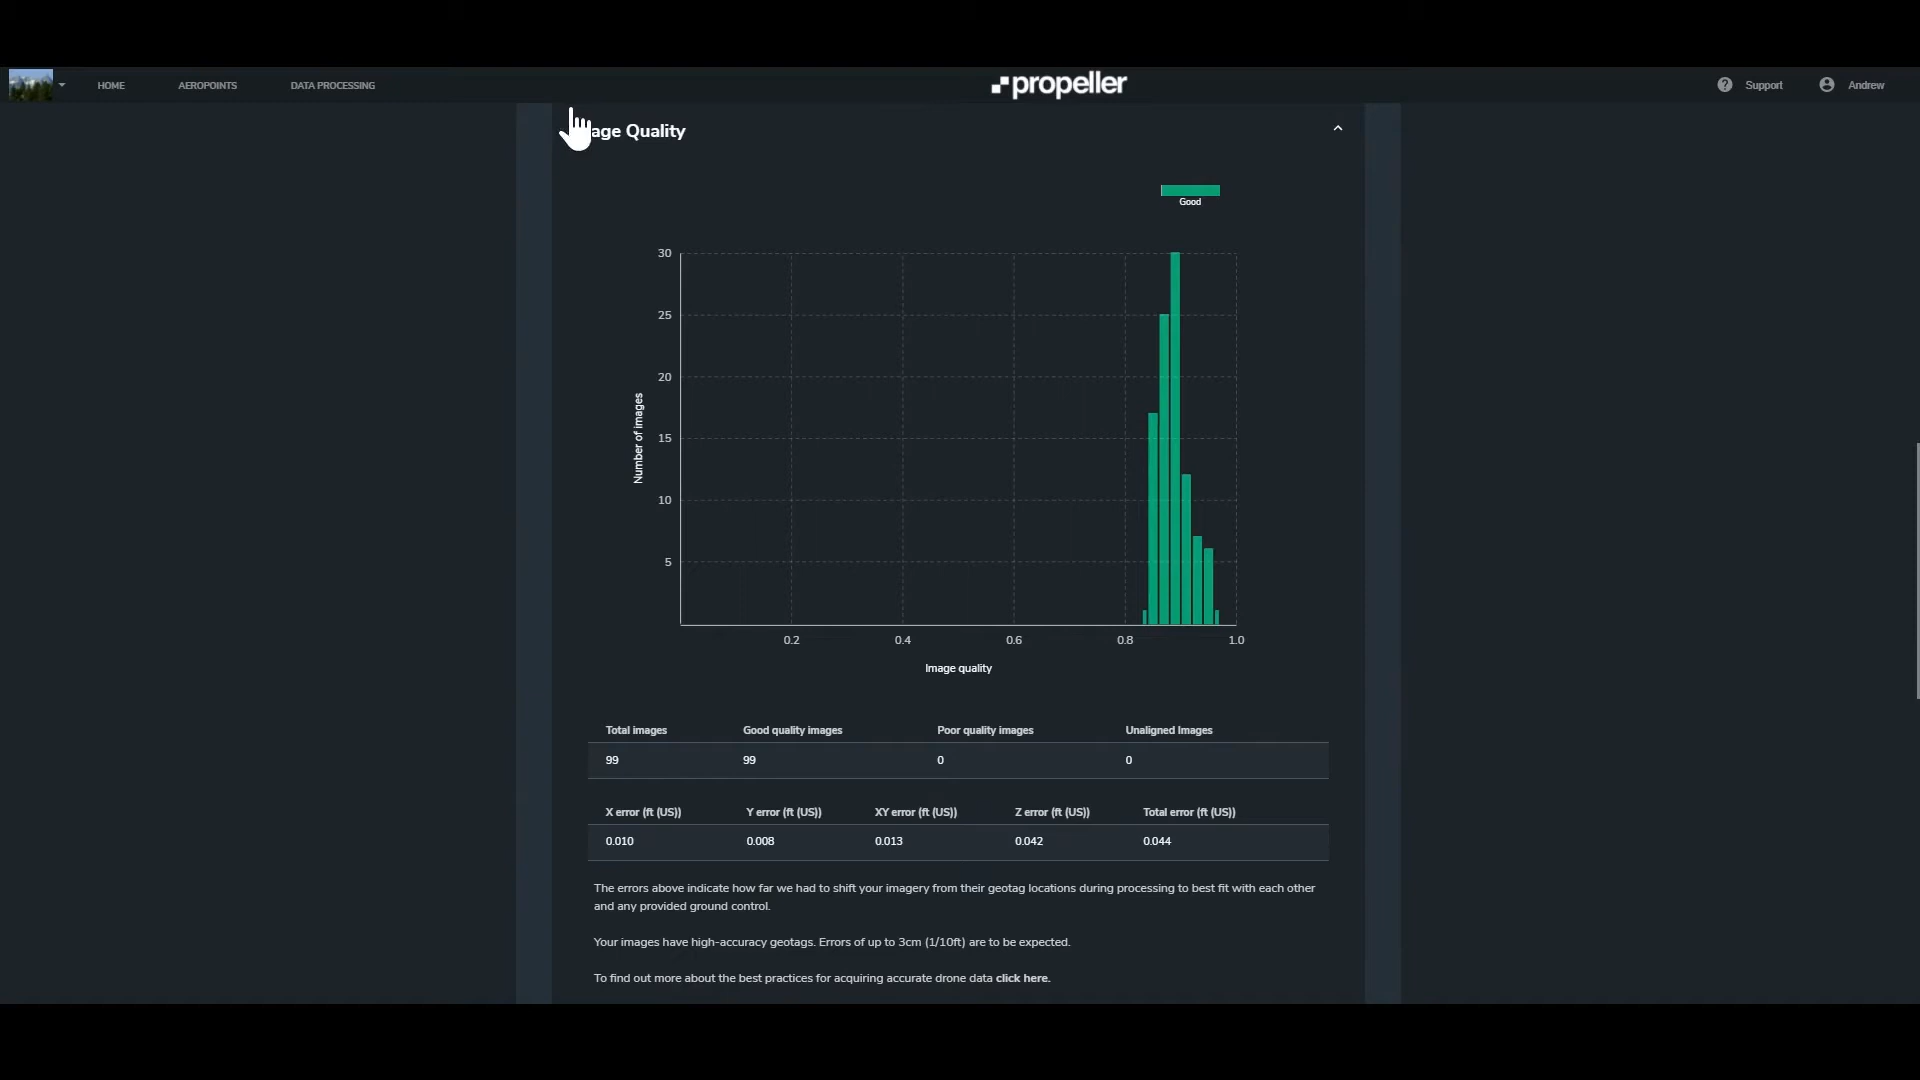 HOME AEROPOINTS DATA PROCESSING propeller Support Andrew
age Quality
Good
30
25
20
15
10
5
Number of images
0.2 0.4 0.6 0.8 1.0
Image quality
Total images Good quality images Poor quality images Unaligned Images
99 99 0 0
X error (ft (US)) Y error (ft (US)) XY error (ft (US)) Z error (ft (US)) Total error (ft (US))
0.010 0.008 0.013 0.042 0.044
The errors above indicate how far we had to shift your imagery from their geotag locations during processing to best fit with each other
and any provided ground control.
Your images have high-accuracy geotags. Errors of up to 3cm (1/10ft) are to be expected.
To find out more about the best practices for acquiring accurate drone data click here.